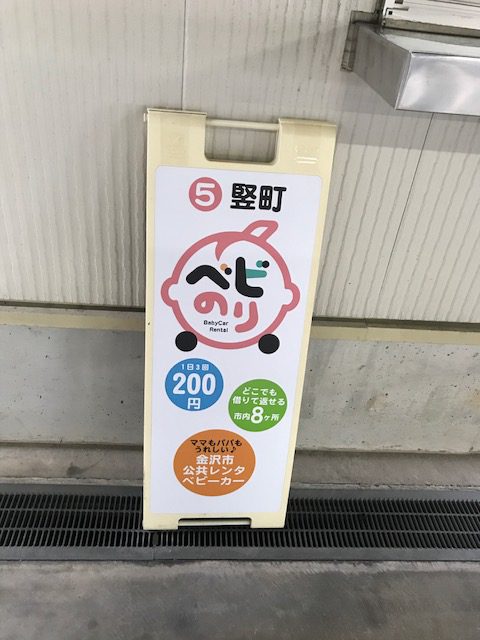 5 竪町
ベビ
のり
BabyCar
Rental
1日3回
200
円
どこでも
借りて返せる
市内8ヶ所
ママもパパも
うれしい♪
金沢市
公共レンタ
ベビーカー